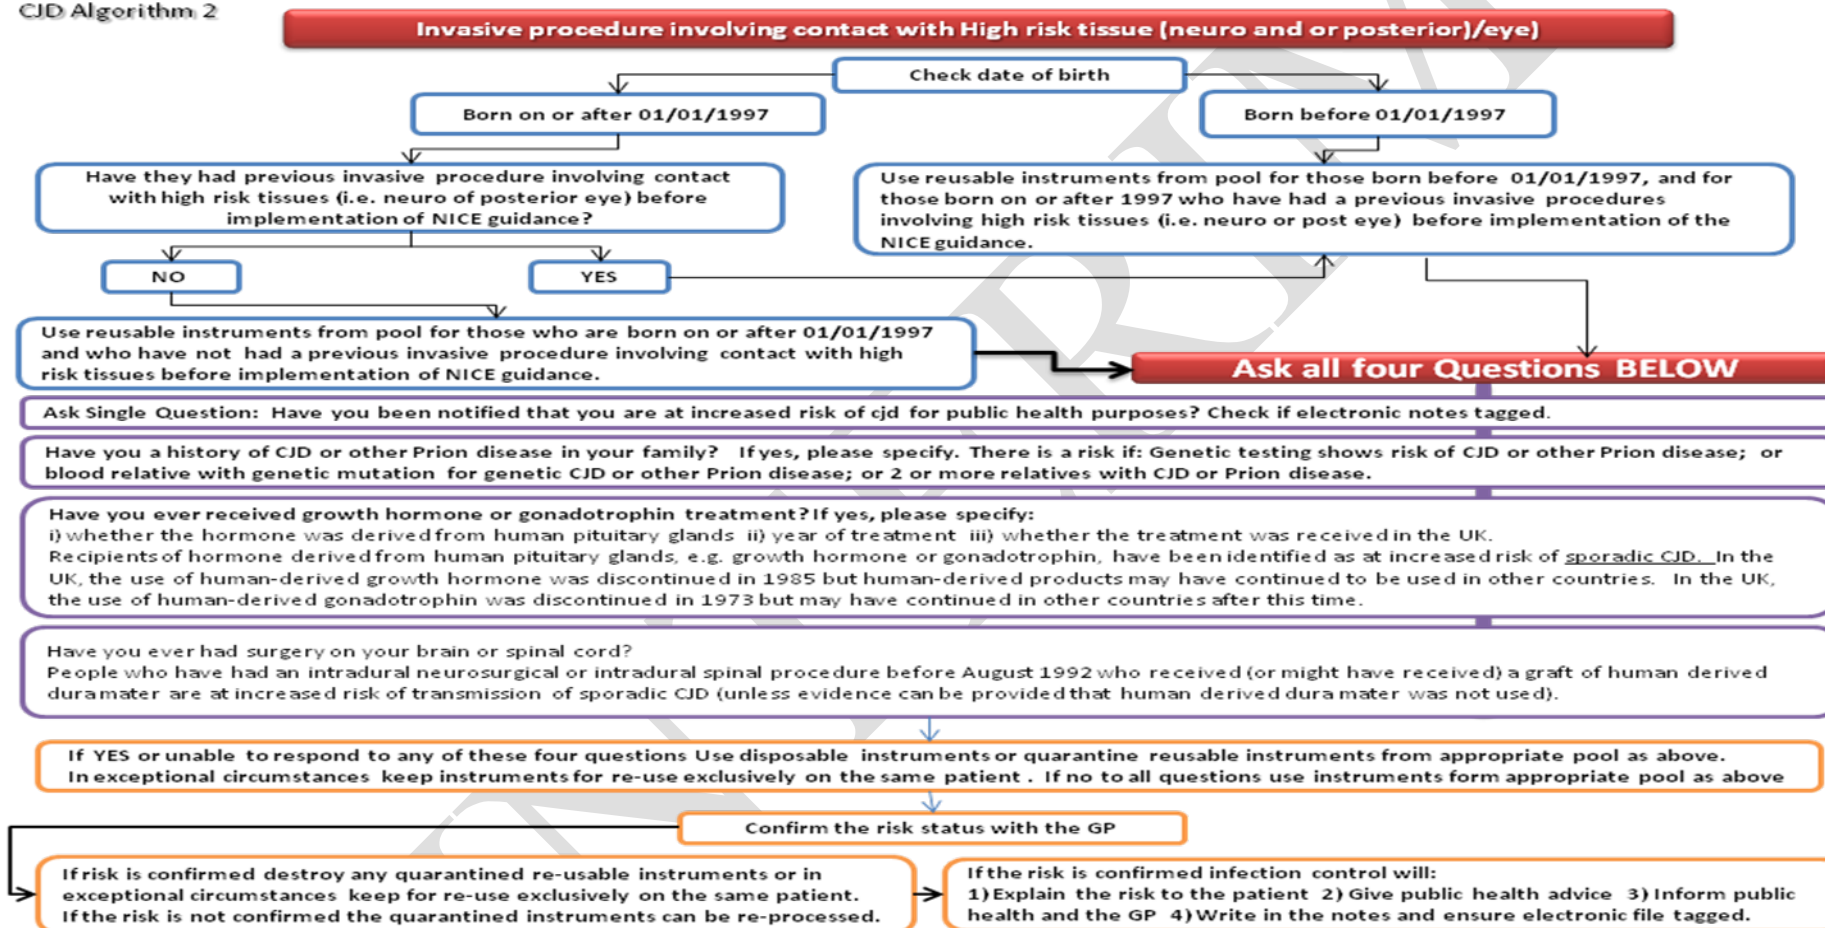 CJD Algorithm 2
Invasive procedure involving contact with High risk tissue (neuro and or posterior)/eye)
Check date of birth
Born on or after 01/01/1997
Born before 01/01/1997
Have they had previous invasive procedure involving contact
with high risk tissues (i.e. neuro of posterior eye) before
implementation of NICE guidance?
Use reusable instruments from pool for those born before 01/01/1997, and for
those born on or after 1997 who have had a previous invasive procedures
involving high risk tissues (i.e. neuro or post eye) before implementation of the
NICE guidance.
NO
YES
Use reusable instruments from pool for those who are born on or after 01/01/1997
and who have not had a previous invasive procedure involving contact with high
risk tissues before implementation of NICE guidance.
Ask all four Questions BELOW
Ask Single Question: Have you been notified that you are at increased risk of cjd for public health purposes? Check if electronic notes tagged.
Have you a history of CJD or other Prion disease in your family? If yes, please specify. There is a risk if: Genetic testing shows risk of CJD or other Prion disease; or
blood relative with genetic mutation for genetic CJD or other Prion disease; or 2 or more relatives with CJD or Prion disease.
Have you ever received growth hormone or gonadotrophin treatment? If yes, please specify:
i) whether the hormone was derived from human pituitary glands ii) year of treatment iii) whether the treatment was received in the UK.
Recipients of hormone derived from human pituitary glands, e.g. growth hormone or gonadotrophin, have been identified as at increased risk of sporadic CJD. In the
UK, the use of human-derived growth hormone was discontinued in 1985 but human-derived products may have continued to be used in other countries. In the UK,
the use of human-derived gonadotrophin was discontinued in 1973 but may have continued in other countries after this time.
Have you ever had surgery on your brain or spinal cord?
People who have had an intradural neurosurgical or intradural spinal procedure before August 1992 who received (or might have received) a graft of human derived
dura mater are at increased risk of transmission of sporadic CJD (unless evidence can be provided that human derived dura mater was not used).
If YES or unable to respond to any of these four questions Use disposable instruments or quarantine reusable instruments from appropriate pool as above.
In exceptional circumstances keep instruments for re-use exclusively on the same patient . If no to all questions use instruments form appropriate pool as above
Confirm the risk status with the GP
If risk is confirmed destroy any quarantined re-usable instruments or in
exceptional circumstances keep for re-use exclusively on the same patient.
If the risk is not confirmed the quarantined instruments can be re-processed.
If the risk is confirmed infection control will:
1) Explain the risk to the patient 2) Give public health advice 3) Inform public
health and the GP 4) Write in the notes and ensure electronic file tagged.